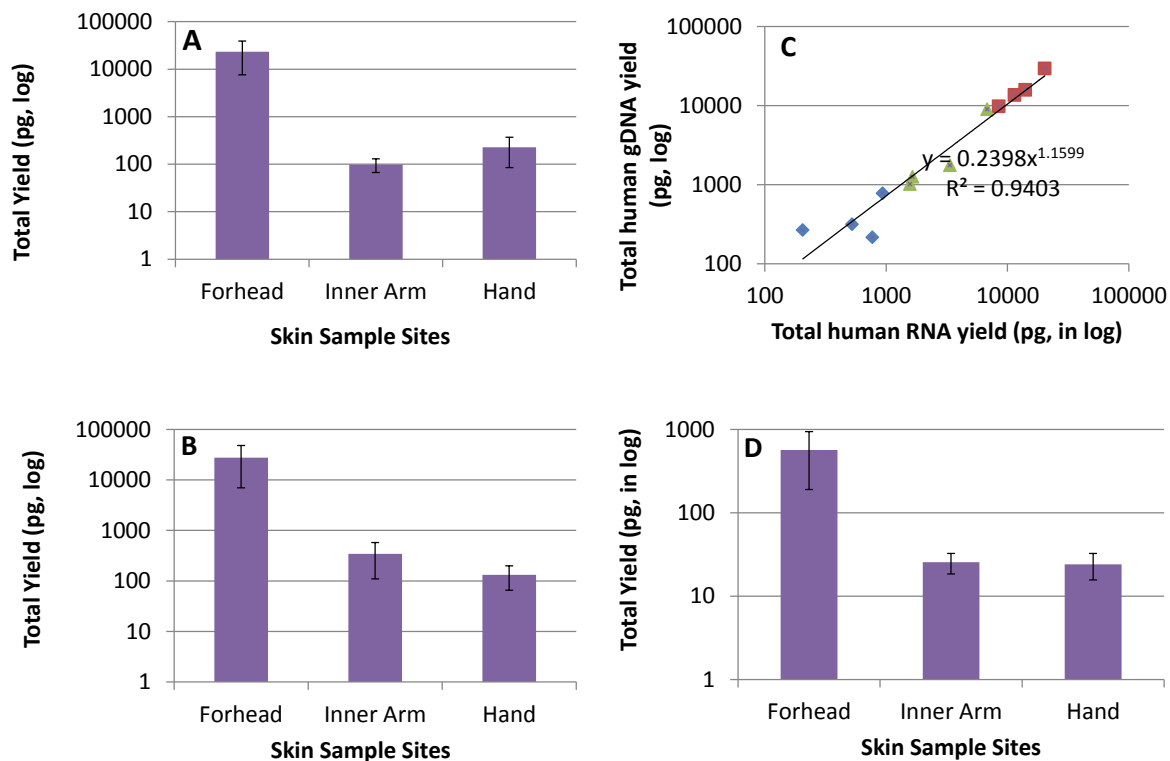 A
Total Yield (pg, log)
100000
10000
1000
100
10
1
Forhead Inner Arm Hand
Skin Sample Sites
C
Total human gDNA yield
(pg, log)
100000
10000
1000
100
y = 0.2398x^1.1599
R² = 0.9403
100 1000 10000 100000
Total human RNA yield (pg, in log)
B
Total Yield (pg, log)
100000
10000
1000
100
10
1
Forhead Inner Arm Hand
Skin Sample Sites
D
Total Yield (pg, in log)
1000
100
10
1
Forhead Inner Arm Hand
Skin Sample Sites